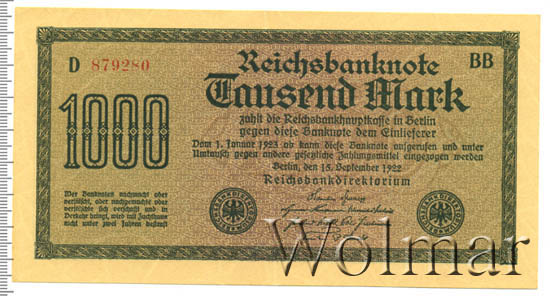 D 879280
BB
Reichsbanknote
1000
Tausend Mark
zahlt die Reichsbankhauptkasse in Berlin
gegen diese Banknote dem Einlieferer
Vom 1. Januar 1923 ab kann diese Banknote aufgerufen und unter
Umtausch gegen andere gesetzliche Zahlungsmittel eingezogen werden
Berlin, den 15. September 1922
Reichsbankdirektorium
Wer Banknoten nachmacht oder
verfälscht, oder nachgemachte oder
verfälschte sich verschafft und in
Verkehr bringt, wird mit Zuchthaus
nicht unter zwei Jahren bestraft
Wolmar